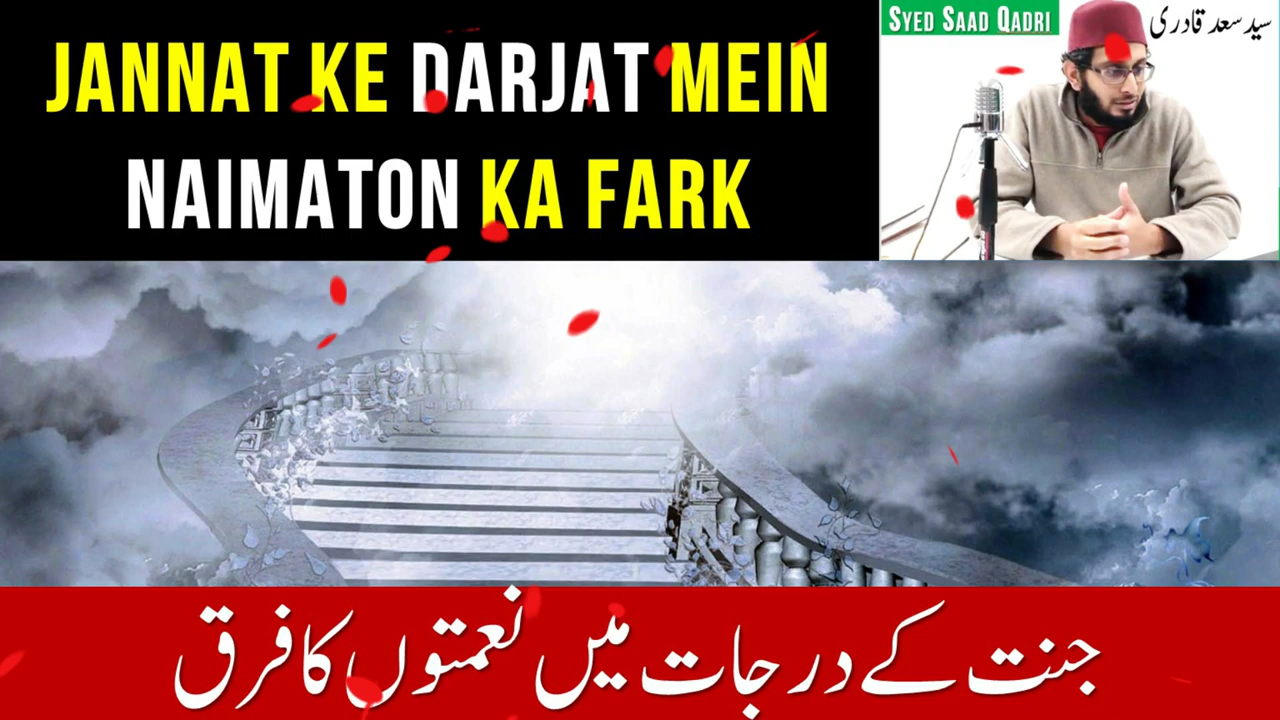 JANNAT KE DARJAT MEIN
NAIMATON KA FARK
SYED SAAD QADRI
سید سعد قادری
جنت کے درجات میں نعمتوں کا فرق